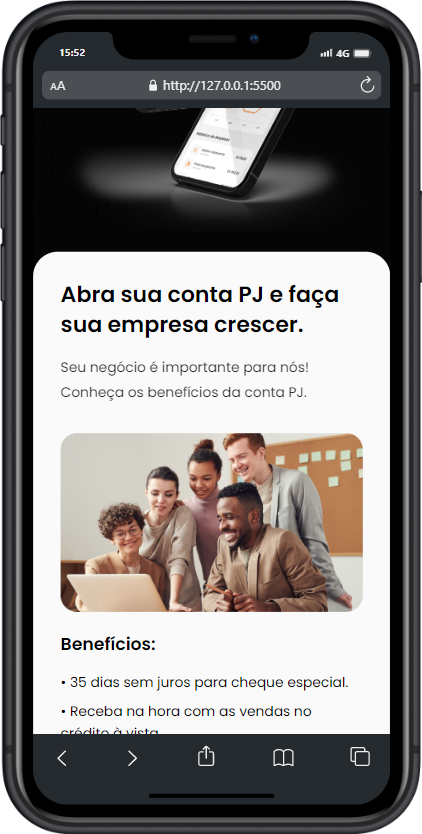 15:52
4G
AA
http://127.0.0.1:5500
Abra sua conta PJ e faça
sua empresa crescer.
Seu negócio é importante para nós!
Conheça os benefícios da conta PJ.
Benefícios:
• 35 dias sem juros para cheque especial.
• Receba na hora com as vendas no
crédito à vista